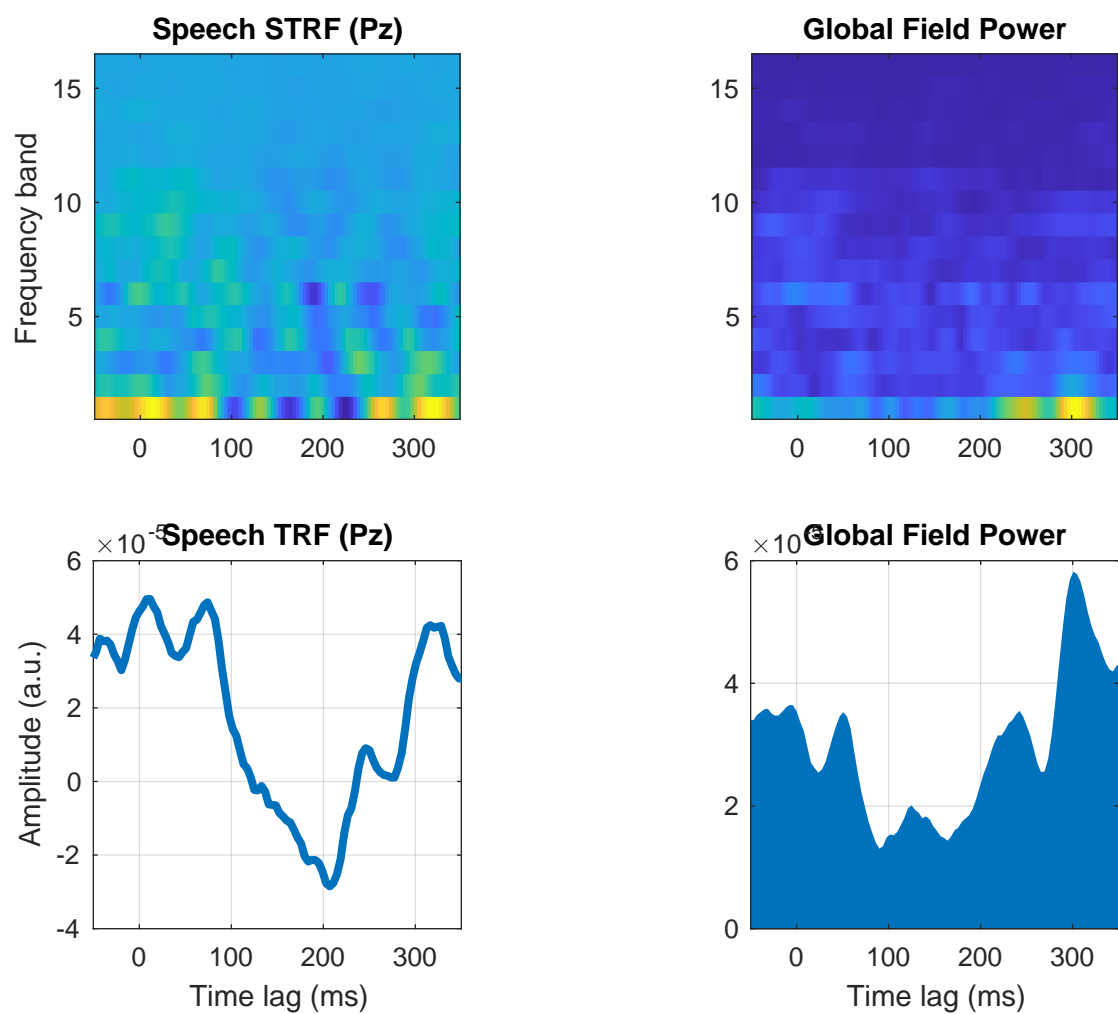 Speech STRF (Pz)
Frequency band
15
10
5
0 100 200 300
Global Field Power
15
10
5
0 100 200 300
×10-5
Speech TRF (Pz)
Amplitude (a.u.)
6
4
2
0
-2
-4
0 100 200 300
Time lag (ms)
×10-5
Global Field Power
6
4
2
0
0 100 200 300
Time lag (ms)